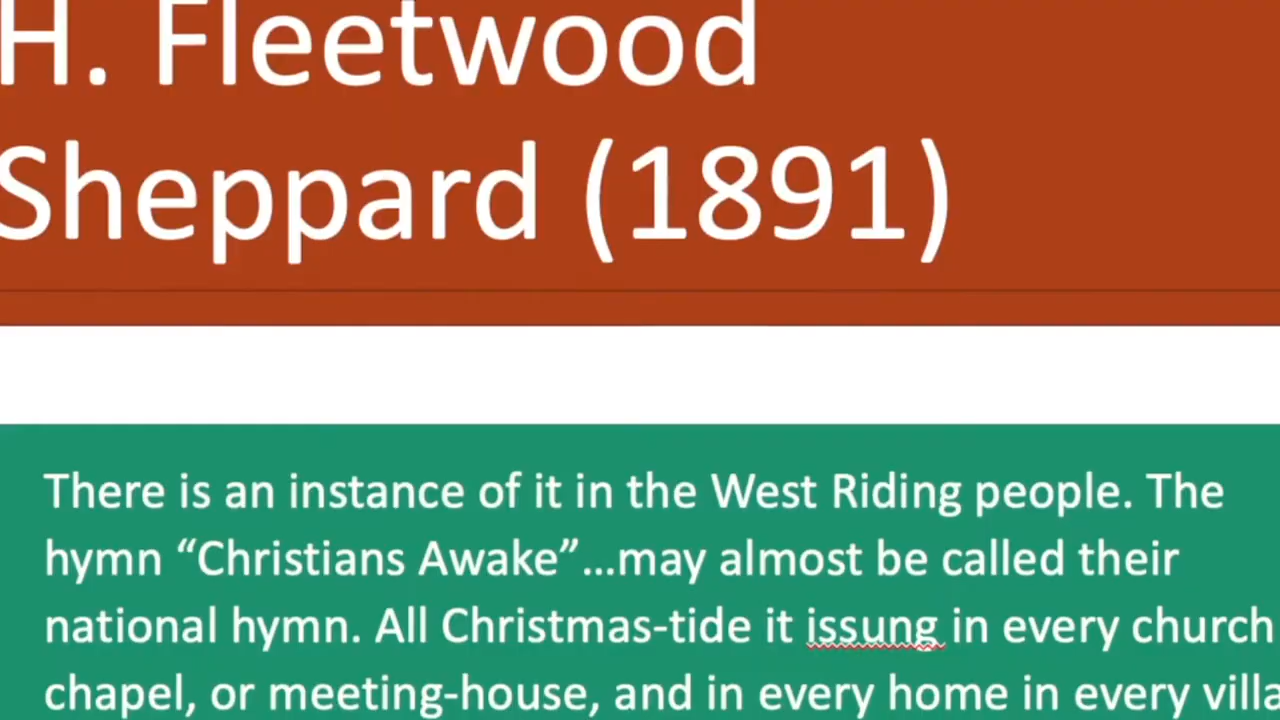 H. Fleetwood
Sheppard (1891)
There is an instance of it in the West Riding people. The
hymn “Christians Awake”...may almost be called their
national hymn. All Christmas-tide it issung in every church
chapel, or meeting-house, and in every home in every